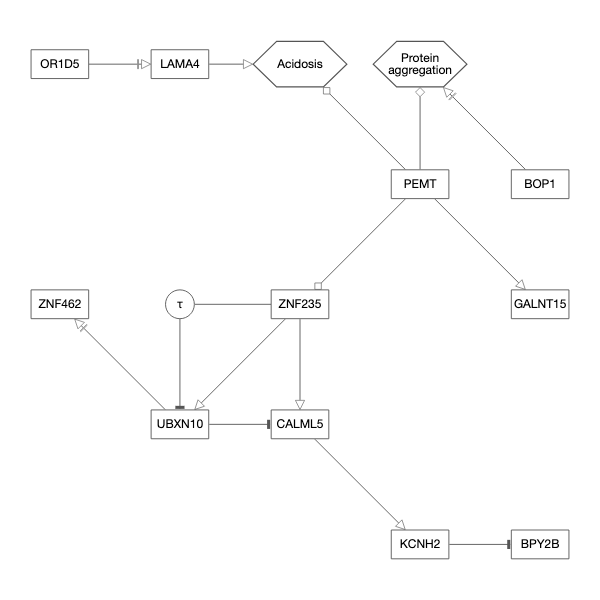 OR1D5
LAMA4
Acidosis
Protein
aggregation
PEMT
BOP1
ZNF462
τ
ZNF235
GALNT15
UBXN10
CALML5
KCNH2
BPY2B